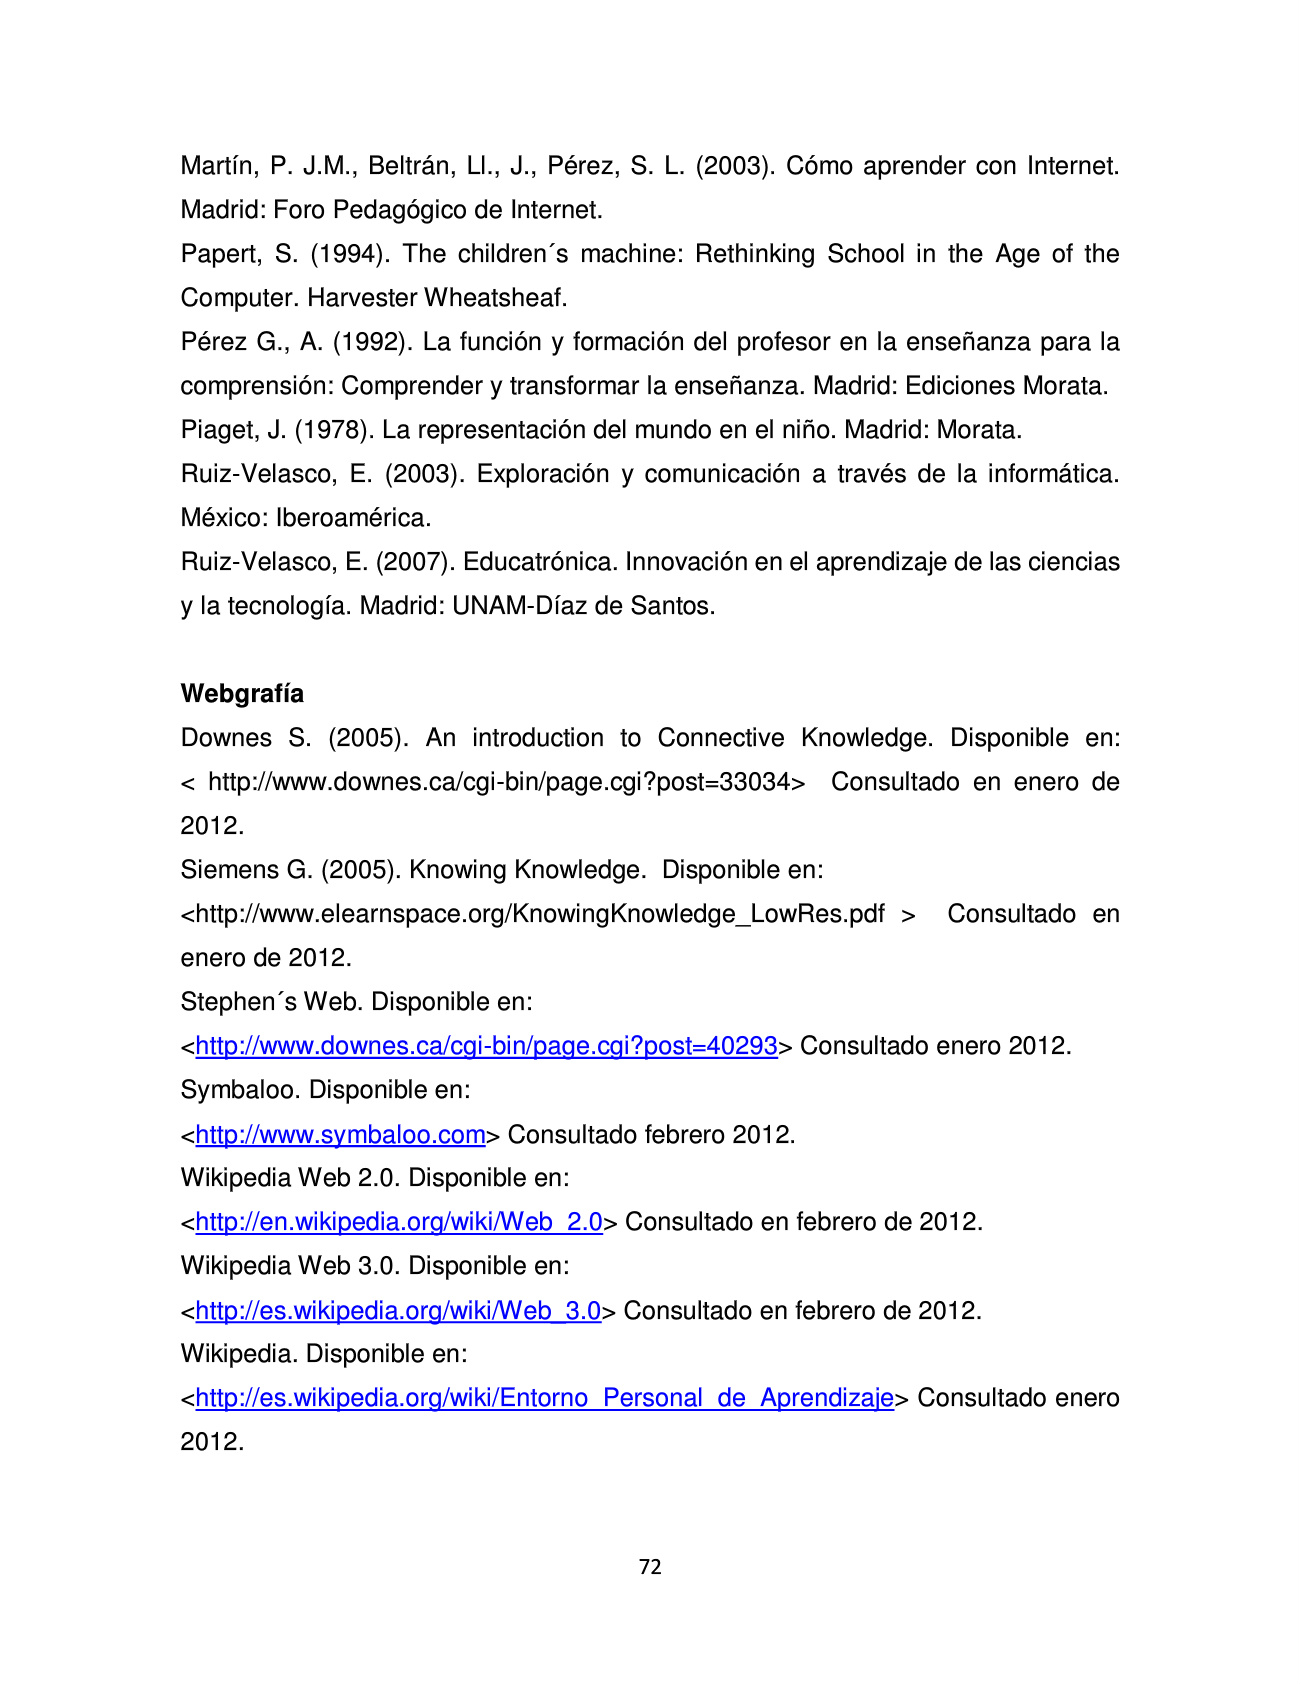 Martín, P. J.M., Beltrán, Ll., J., Pérez, S. L. (2003). Cómo aprender con Internet.
Madrid: Foro Pedagógico de Internet.
Papert, S. (1994). The children´s machine: Rethinking School in the Age of the
Computer. Harvester Wheatsheaf.
Pérez G., A. (1992). La función y formación del profesor en la enseñanza para la
comprensión: Comprender y transformar la enseñanza. Madrid: Ediciones Morata.
Piaget, J. (1978). La representación del mundo en el niño. Madrid: Morata.
Ruiz-Velasco, E. (2003). Exploración y comunicación a través de la informática.
México: Iberoamérica.
Ruiz-Velasco, E. (2007). Educatrónica. Innovación en el aprendizaje de las ciencias
y la tecnología. Madrid: UNAM-Díaz de Santos.
Webgrafía
Downes S. (2005). An introduction to Connective Knowledge. Disponible en:
< http://www.downes.ca/cgi-bin/page.cgi?post=33034> Consultado en enero de
2012.
Siemens G. (2005). Knowing Knowledge. Disponible en:
<http://www.elearnspace.org/KnowingKnowledge_LowRes.pdf > Consultado en
enero de 2012.
Stephen´s Web. Disponible en:
<http://www.downes.ca/cgi-bin/page.cgi?post=40293> Consultado enero 2012.
Symbaloo. Disponible en:
<http://www.symbaloo.com> Consultado febrero 2012.
Wikipedia Web 2.0. Disponible en:
<http://en.wikipedia.org/wiki/Web_2.0> Consultado en febrero de 2012.
Wikipedia Web 3.0. Disponible en:
<http://es.wikipedia.org/wiki/Web_3.0> Consultado en febrero de 2012.
Wikipedia. Disponible en:
<http://es.wikipedia.org/wiki/Entorno_Personal_de_Aprendizaje> Consultado enero
2012.
72